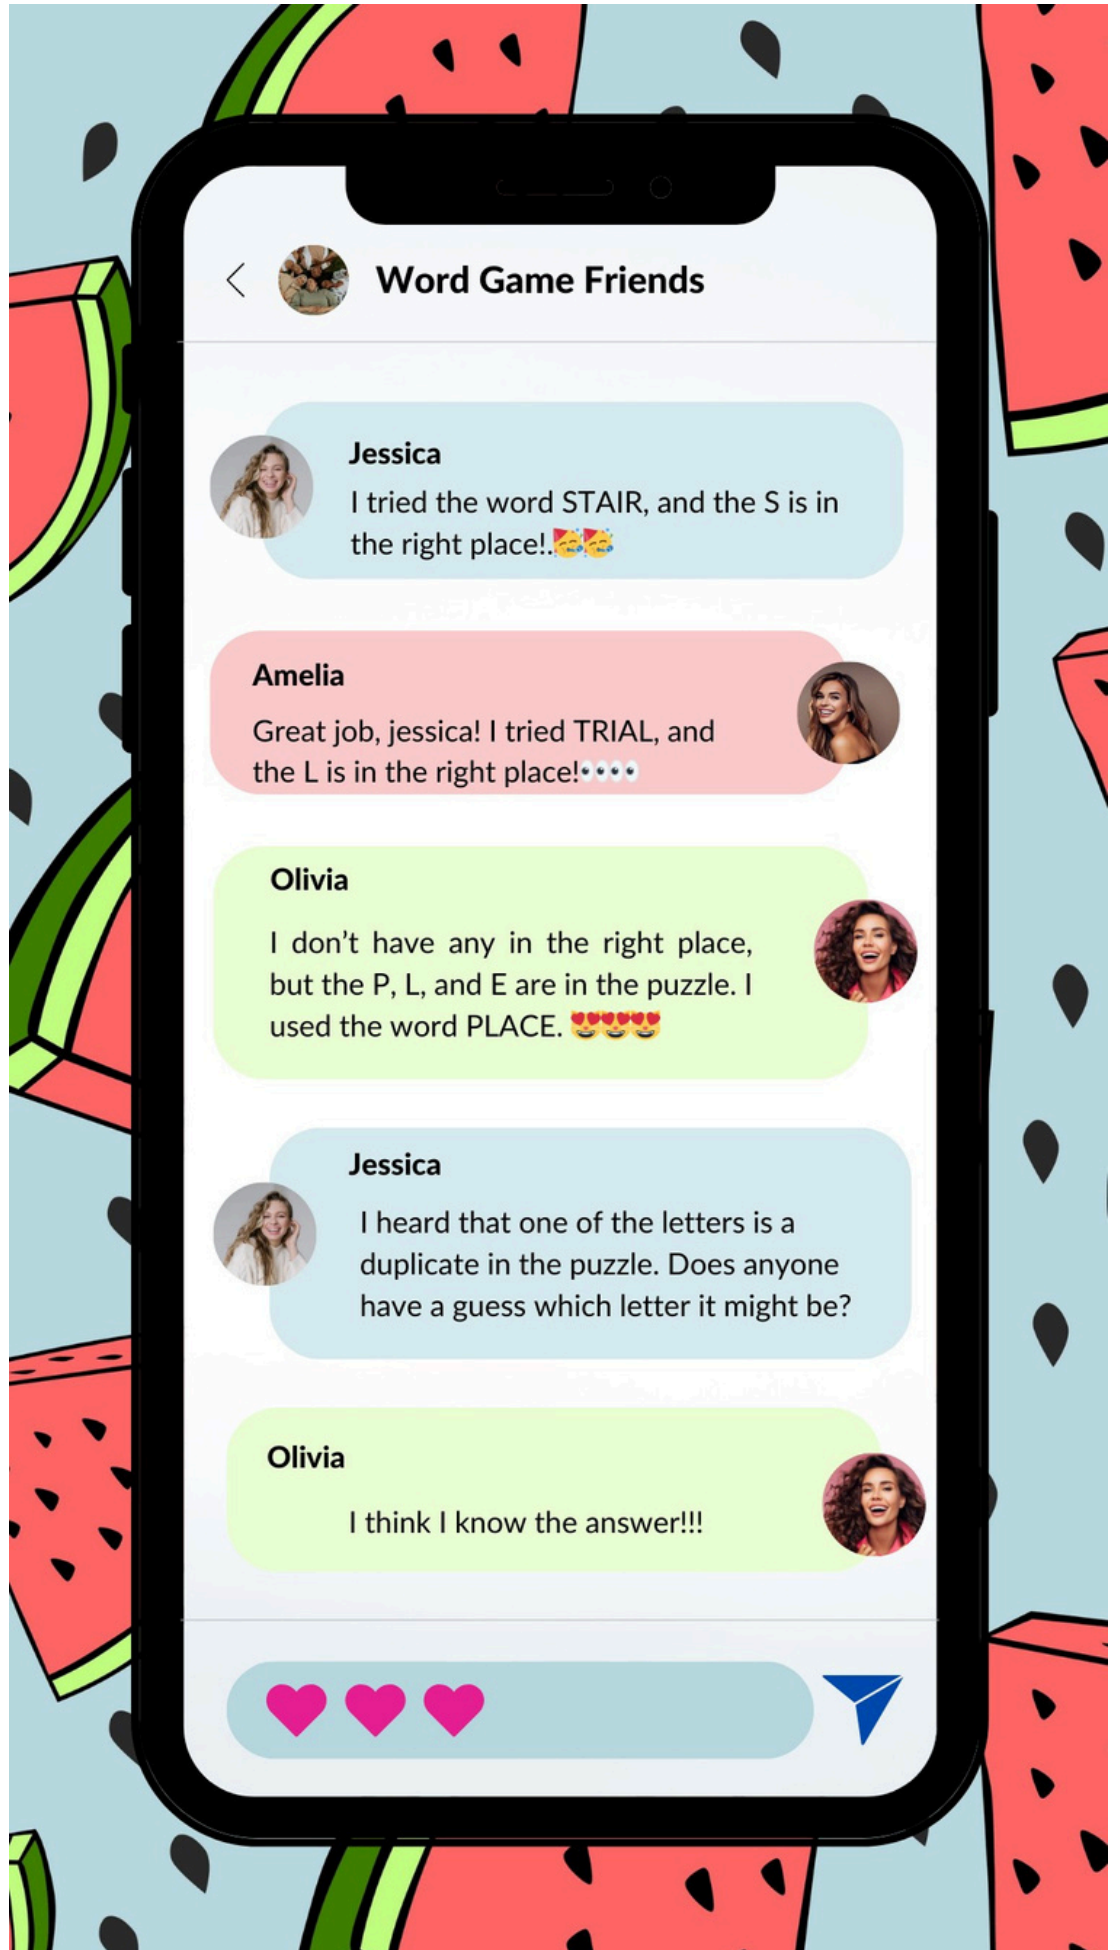 Word Game Friends
Jessica
I tried the word STAIR, and the S is in
the right place!.🥳🥳
Amelia
Great job, jessica! I tried TRIAL, and
the L is in the right place!👀👀
Olivia
I don’t have any in the right place,
but the P, L, and E are in the puzzle. I
used the word PLACE. 😻😻😻
Jessica
I heard that one of the letters is a
duplicate in the puzzle. Does anyone
have a guess which letter it might be?
Olivia
I think I know the answer!!!